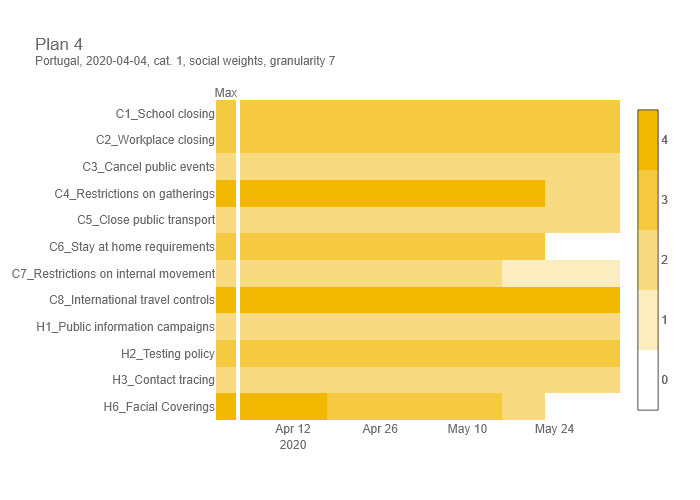 Plan 4
Portugal, 2020-04-04, cat. 1, social weights, granularity 7
Max
C1_School closing
C2_Workplace closing
C3_Cancel public events
C4_Restrictions on gatherings
C5_Close public transport
C6_Stay at home requirements
C7_Restrictions on internal movement
C8_International travel controls
H1_Public information campaigns
H2_Testing policy
H3_Contact tracing
H6_Facial Coverings
Apr 12 Apr 26 May 10 May 24
2020
4
3
2
1
0